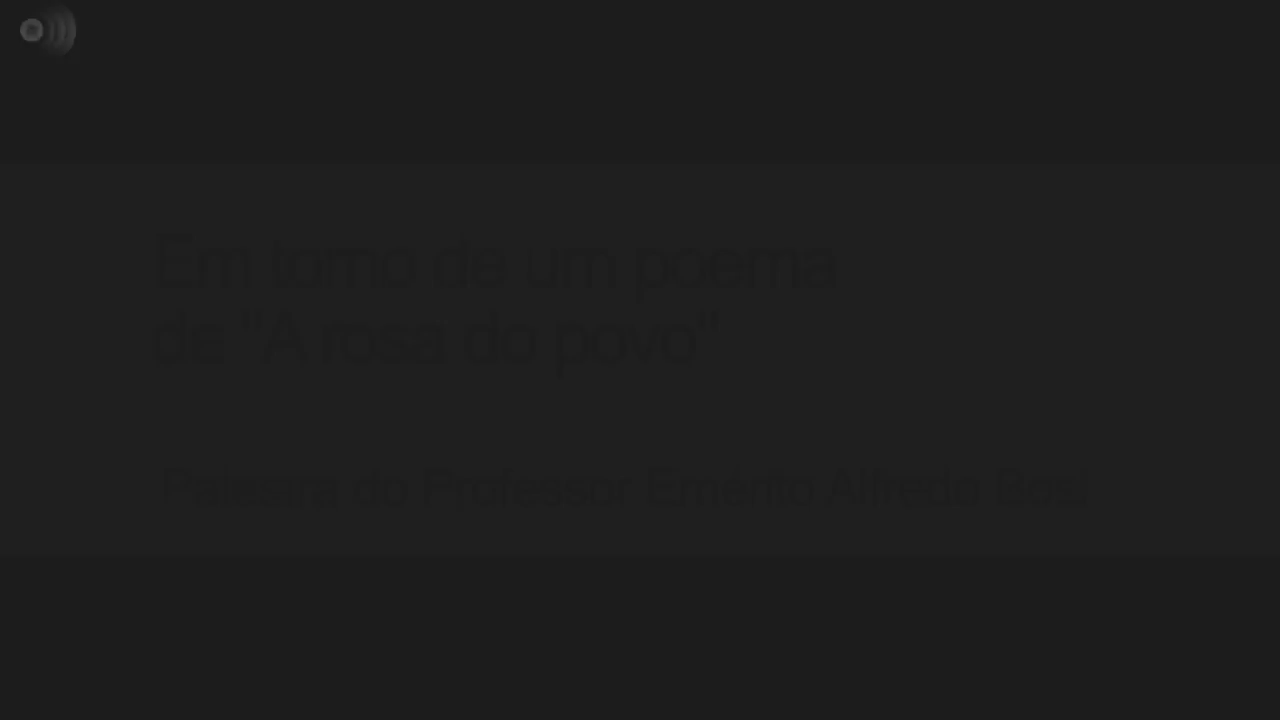 Em torno de um poema
de "A rosa do povo"
Palestra do Professor Emérito Alfredo Bosi